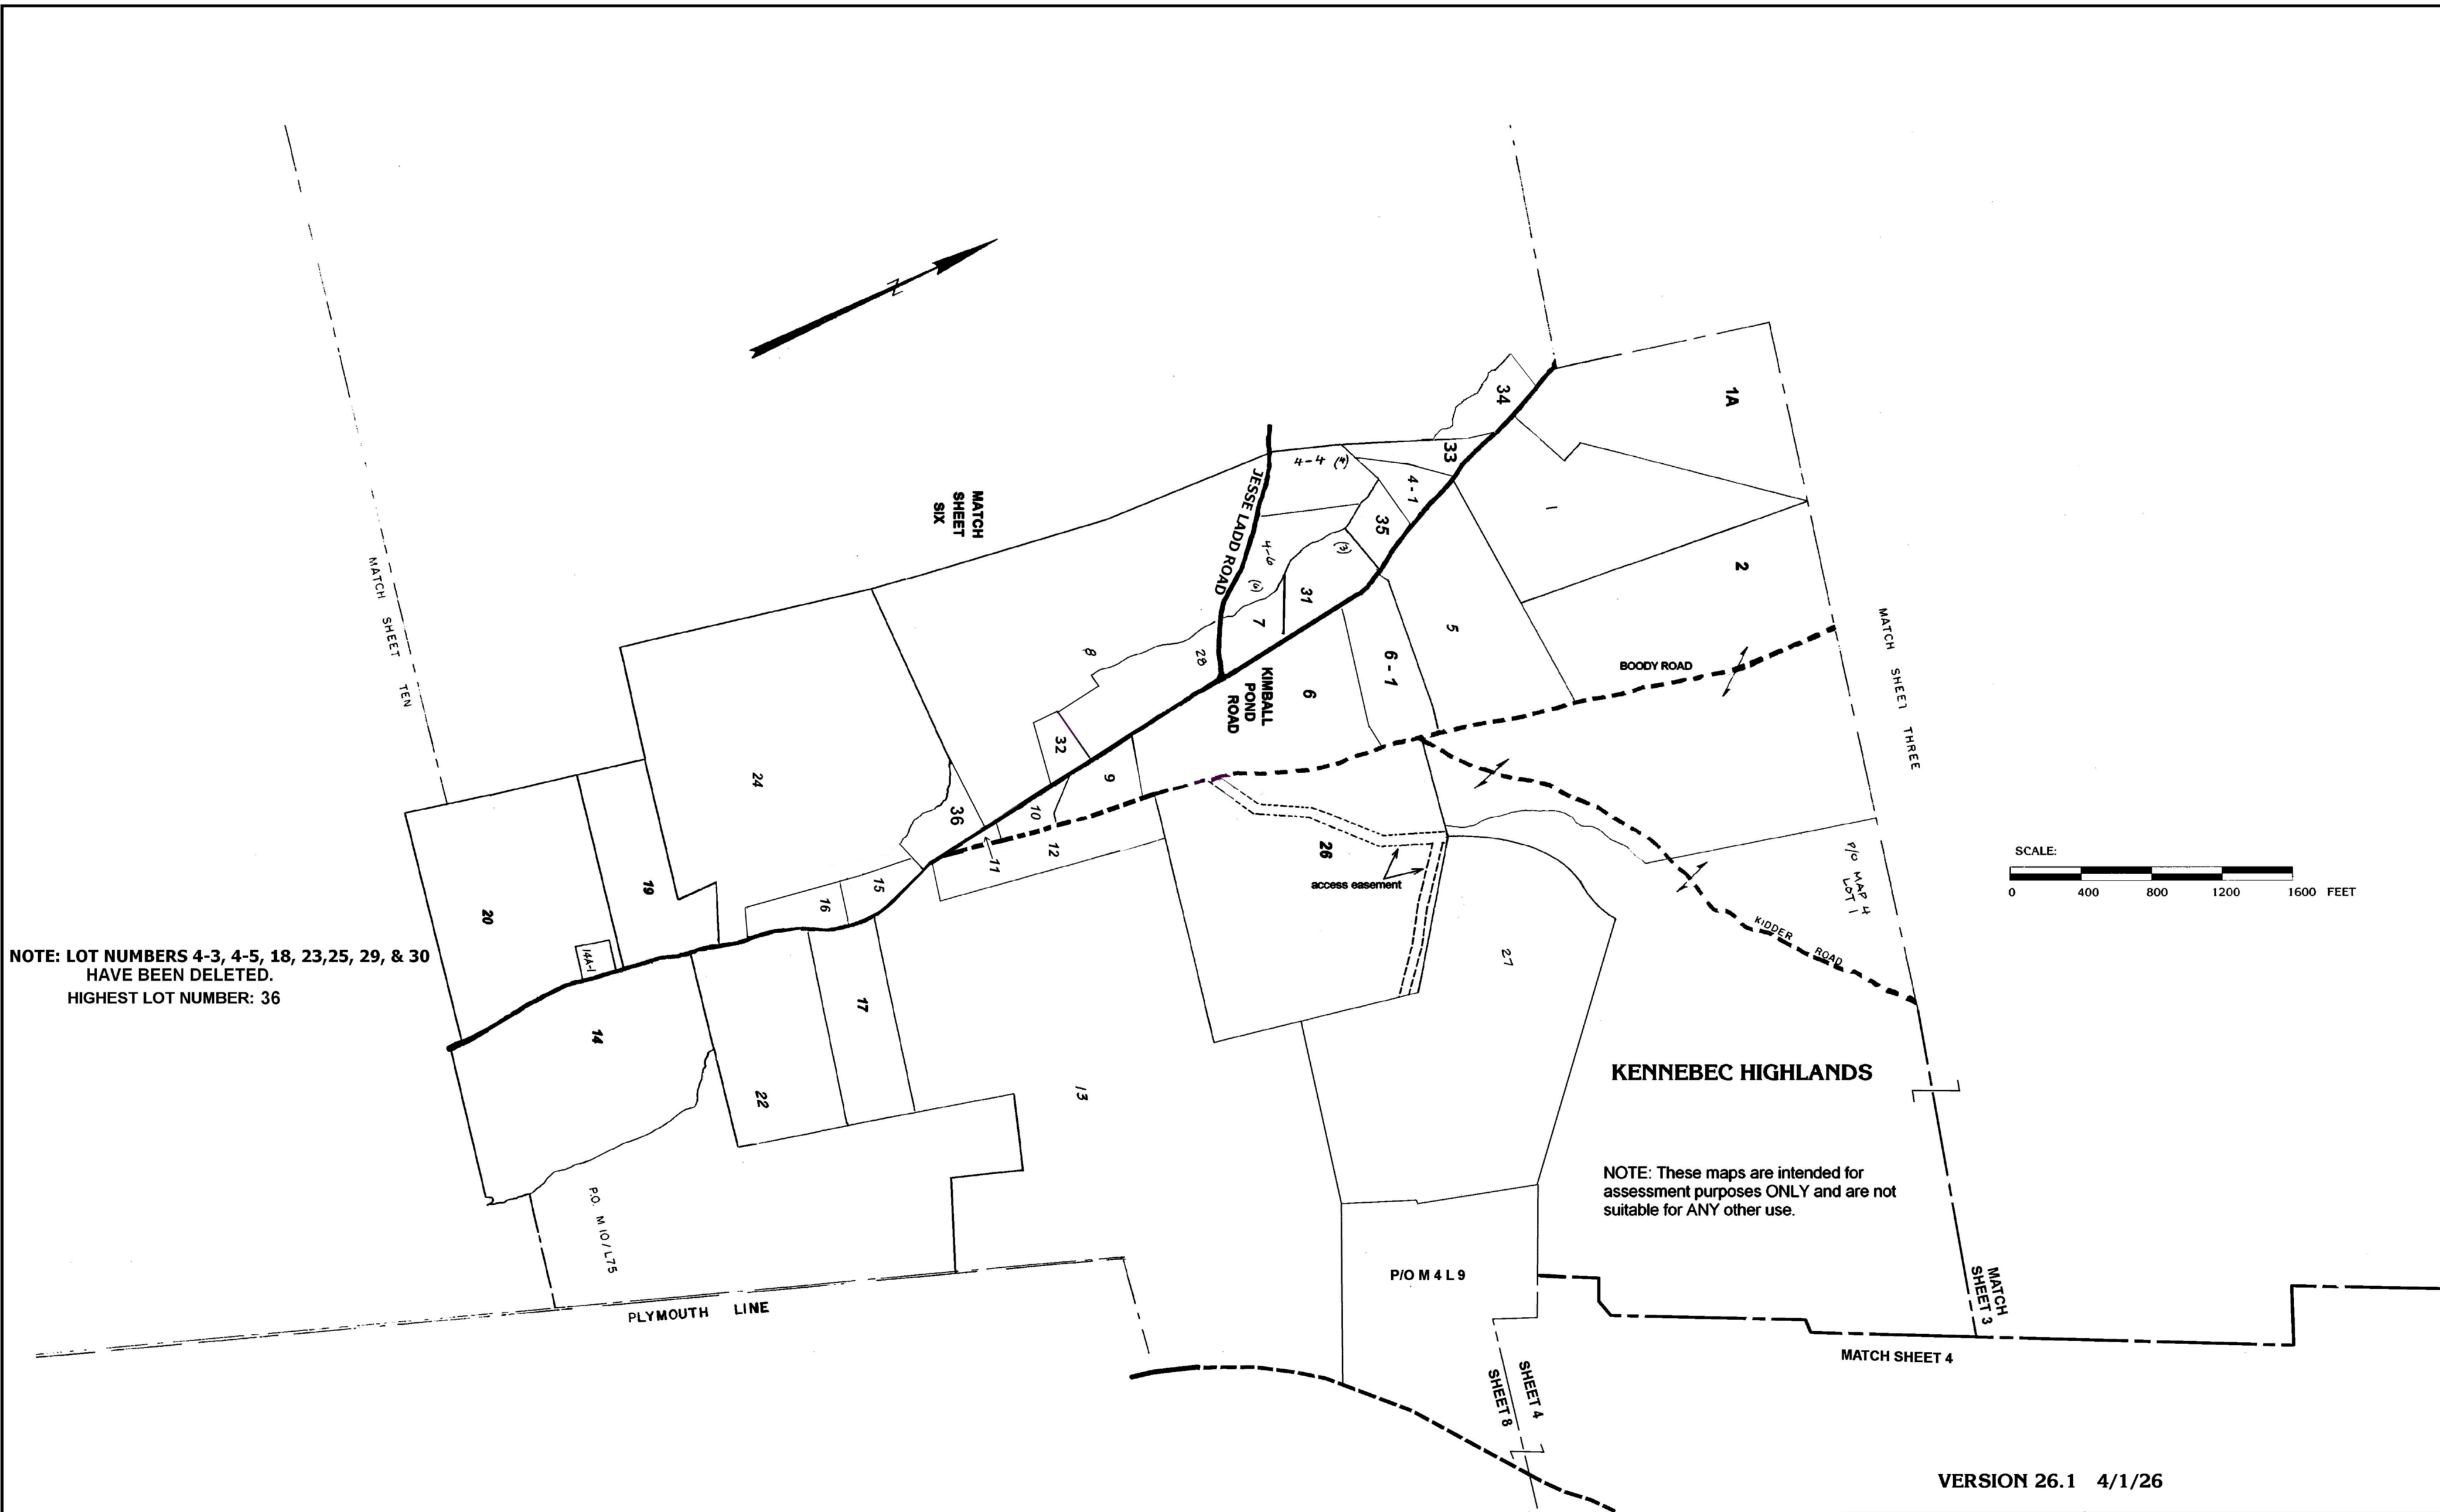 N
1A
34
33
4-4 (4)
4-1
1
MATCH
SHEET
SIX
JESSE LADD ROAD
35
(3)
4-6
(6)
31
7
2
5
BOODY ROAD
MATCH SHEET THREE
MATCH SHEET TEN
8
28
KIMBALL
POND
ROAD
6
6-1
32
9
24
36
10
11
12
26
access easement
P/O MAP 4
LOT 1
SCALE:
0 400 800 1200 1600 FEET
KIDDER ROAD
15
16
19
20
14A-1
NOTE: LOT NUMBERS 4-3, 4-5, 18, 23,25, 29, & 30
HAVE BEEN DELETED.
HIGHEST LOT NUMBER: 36
14
17
22
13
27
KENNEBEC HIGHLANDS
NOTE: These maps are intended for
assessment purposes ONLY and are not
suitable for ANY other use.
P.O. M 10/L75
PLYMOUTH LINE
P/O M 4 L 9
MATCH
SHEET 3
MATCH SHEET 4
SHEET 4
SHEET 8
VERSION 26.1 4/1/26